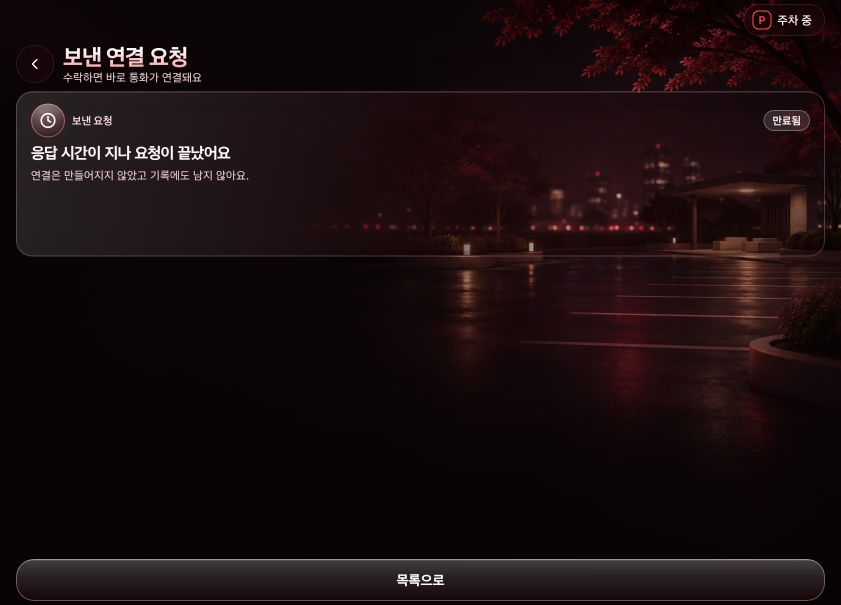 P 주차 중
보낸 연결 요청
수락하면 바로 통화가 연결돼요
보낸 요청
만료됨
응답 시간이 지나 요청이 끝났어요
연결은 만들어지지 않았고 기록에도 남지 않아요.
목록으로